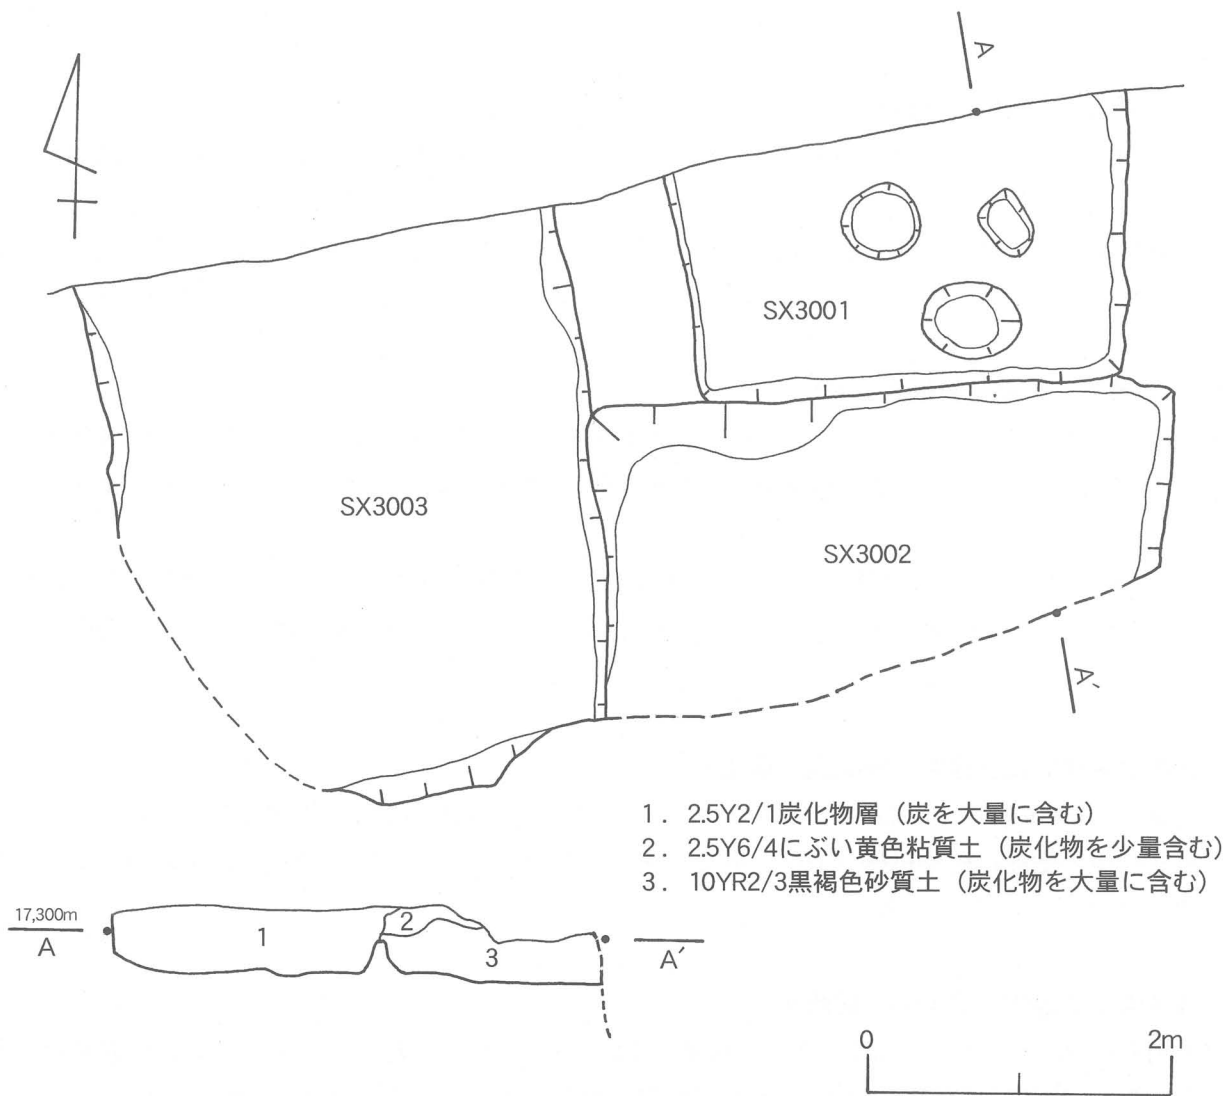 A
SX3001
SX3003
SX3002
A´
1. 2.5Y2/1炭化物層（炭を大量に含む）
2. 2.5Y6/4にぶい黄色粘質土（炭化物を少量含む）
3. 10YR2/3黒褐色砂質土（炭化物を大量に含む）
17,300m
A
1
2
3
A´
0 2m